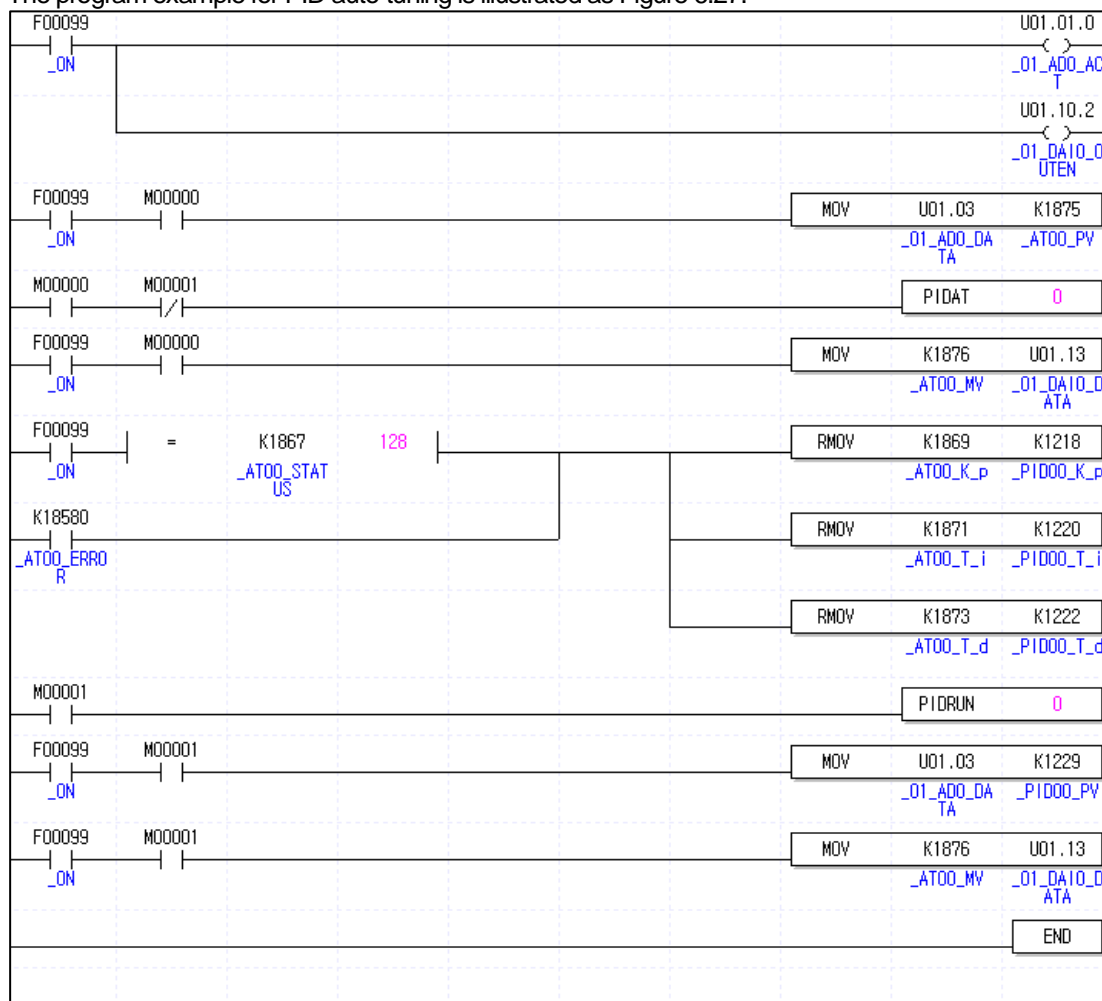 The program example for PID auto tuning is illustrated as Figure
F00099 U01.01.0
_ON _01_AD0_AC
T
U01.10.2
_01_DAIO_O
UTEN
F00099 M00000 MOV U01.03 K1875
_ON _01_AD0_DA _AT00_PV
TA
M00000 M00001 PIDAT 0
F00099 M00000 MOV K1876 U01.13
_ON _AT00_MV _01_DAIO_D
ATA
F00099 = K1867 128 RMOV K1869 K1218
_ON _AT00_STAT _AT00_K_p _PID00_K_p
US
K18580 RMOV K1871 K1220
_AT00_ERRO _AT00_T_i _PID00_T_i
R
RMOV K1873 K1222
_AT00_T_d _PID00_T_d
M00001 PIDRUN 0
F00099 M00001 MOV U01.03 K1229
_ON _01_AD0_DA _PID00_PV
TA
F00099 M00001 MOV K1876 U01.13
_ON _AT00_MV _01_DAIO_D
ATA
END